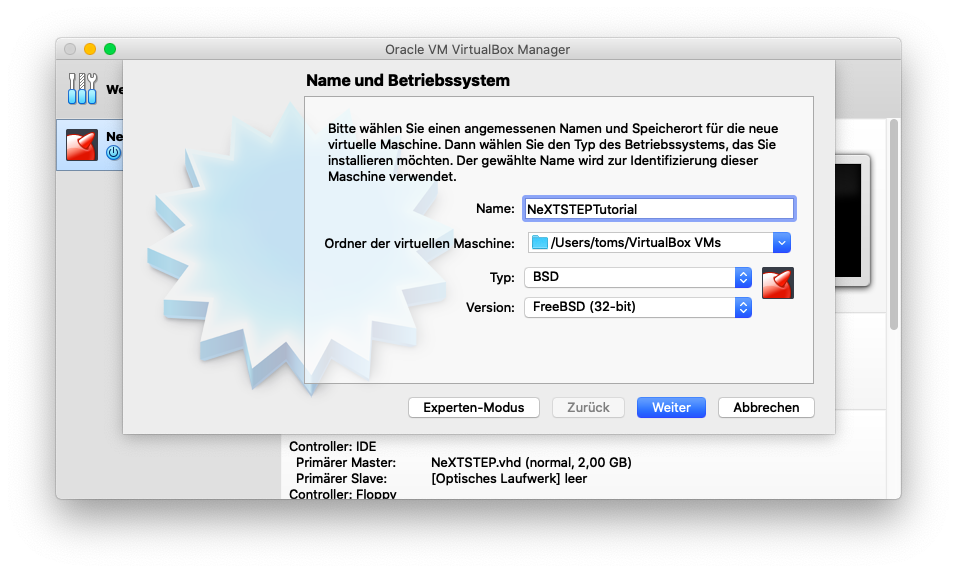 Oracle VM VirtualBox Manager
We
Ne
Name und Betriebssystem
Bitte wählen Sie einen angemessenen Namen und Speicherort für die neue
virtuelle Maschine. Dann wählen Sie den Typ des Betriebssystems, das Sie
installieren möchten. Der gewählte Name wird zur Identifizierung dieser
Maschine verwendet.
Name: NeXTSTEPTutorial
Ordner der virtuellen Maschine: /Users/toms/VirtualBox VMs
Typ: BSD
Version: FreeBSD (32-bit)
Experten-Modus Zurück Weiter Abbrechen
Controller: IDE
Primärer Master: NeXTSTEP.vhd (normal, 2,00 GB)
Primärer Slave: [Optisches Laufwerk] leer
Controller: Floppy